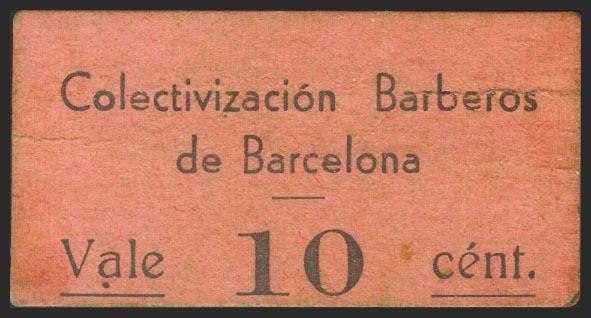 Colectivización Barberos
de Barcelona
Vale 10 cént.